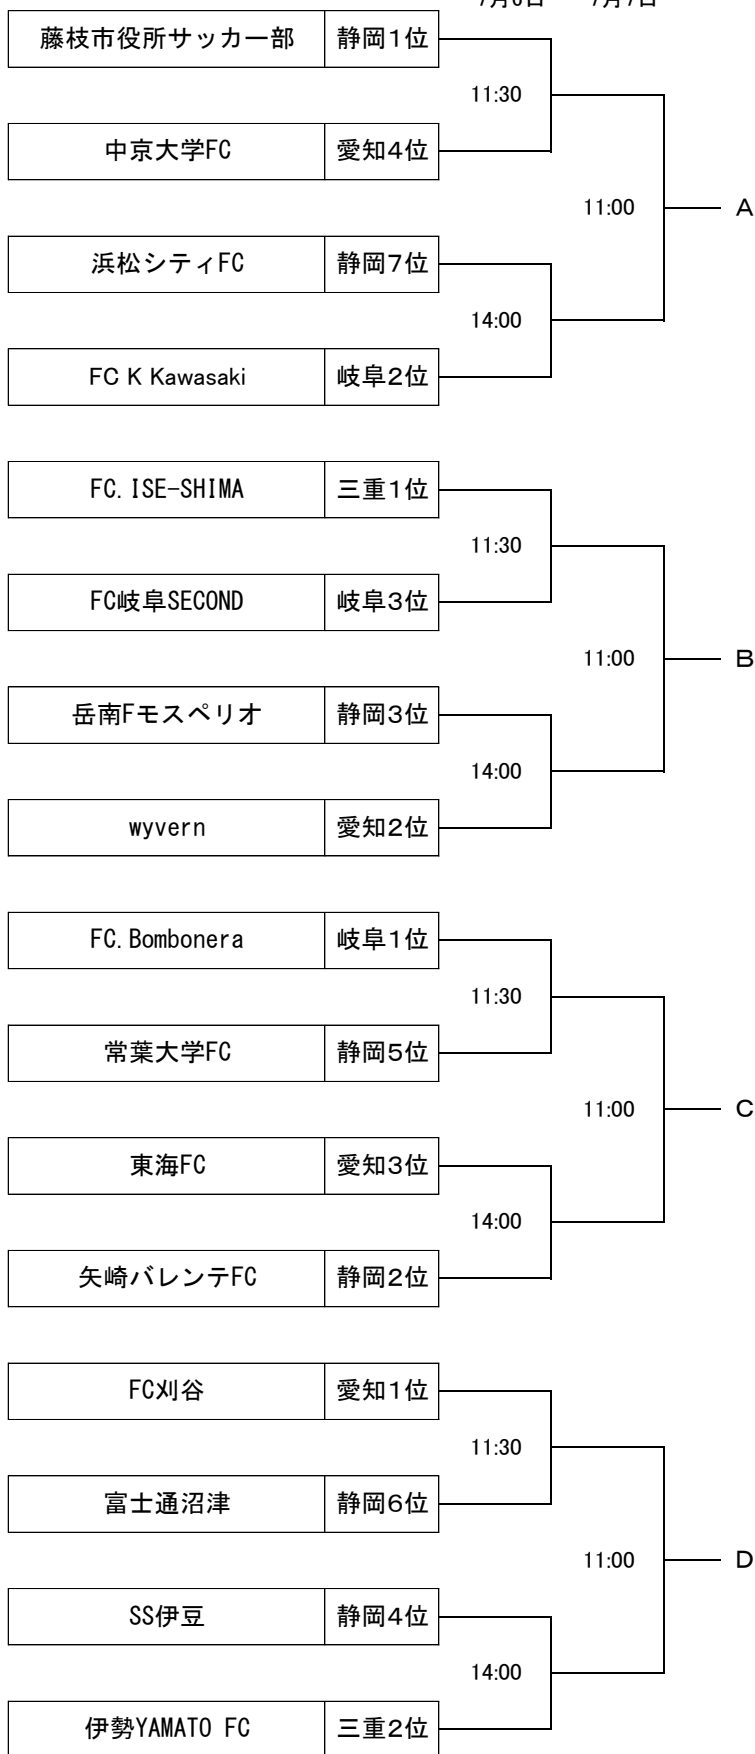 7月6日 7月7日
藤枝市役所サッカー部 静岡1位
11:30
中京大学FC 愛知4位
11:00 A
浜松シティFC 静岡7位
14:00
FC K Kawasaki 岐阜2位
FC.ISE-SHIMA 三重1位
11:30
FC岐阜SECOND 岐阜3位
11:00 B
岳南Fモスペリオ 静岡3位
14:00
wyvern 愛知2位
FC.Bombonera 岐阜1位
11:30
常葉大学FC 静岡5位
11:00 C
東海FC 愛知3位
14:00
矢崎バレンテFC 静岡2位
FC刈谷 愛知1位
11:30
富士通沼津 静岡6位
11:00 D
SS伊豆 静岡4位
14:00
伊勢YAMATO FC 三重2位